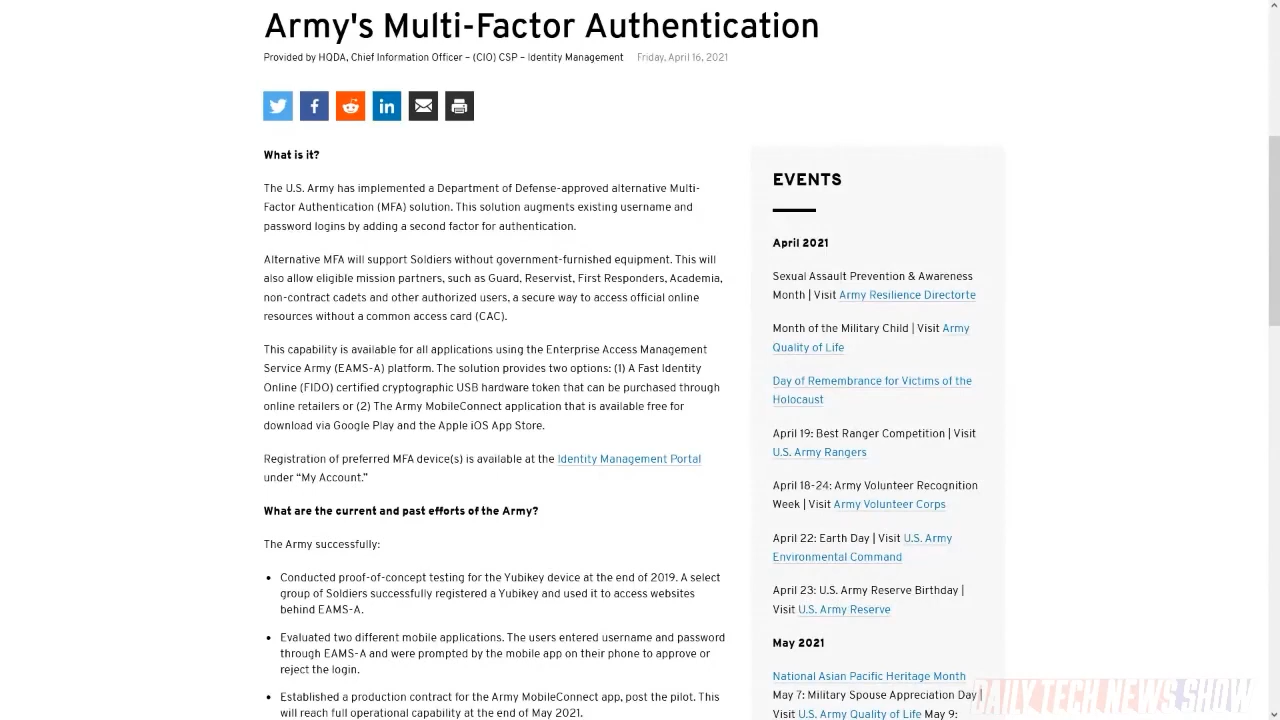 Army's Multi-Factor Authentication
Provided by HQDA, Chief Information Officer – (CIO) CSP – Identity Management Friday, April 16, 2021
What is it?
The U.S. Army has implemented a Department of Defense-approved alternative Multi-
Factor Authentication (MFA) solution. This solution augments existing username and
password logins by adding a second factor for authentication.
Alternative MFA will support Soldiers without government-furnished equipment. This will
also allow eligible mission partners, such as Guard, Reservist, First Responders, Academia,
non-contract cadets and other authorized users, a secure way to access official online
resources without a common access card (CAC).
This capability is available for all applications using the Enterprise Access Management
Service Army (EAMS-A) platform. The solution provides two options: (1) A Fast Identity
Online (FIDO) certified cryptographic USB hardware token that can be purchased through
online retailers or (2) The Army MobileConnect application that is available free for
download via Google Play and the Apple iOS App Store.
Registration of preferred MFA device(s) is available at the Identity Management Portal
under “My Account.”
What are the current and past efforts of the Army?
The Army successfully:
• Conducted proof-of-concept testing for the Yubikey device at the end of 2019. A select
group of Soldiers successfully registered a Yubikey and used it to access websites
behind EAMS-A.
• Evaluated two different mobile applications. The users entered username and password
through EAMS-A and were prompted by the mobile app on their phone to approve or
reject the login.
• Established a production contract for the Army MobileConnect app, post the pilot. This
will reach full operational capability at the end of May 2021.
EVENTS
April 2021
Sexual Assault Prevention & Awareness
Month | Visit Army Resilience Directorte
Month of the Military Child | Visit Army
Quality of Life
Day of Remembrance for Victims of the
Holocaust
April 19: Best Ranger Competition | Visit
U.S. Army Rangers
April 18-24: Army Volunteer Recognition
Week | Visit Army Volunteer Corps
April 22: Earth Day | Visit U.S. Army
Environmental Command
April 23: U.S. Army Reserve Birthday |
Visit U.S. Army Reserve
May 2021
National Asian Pacific Heritage Month
May 7: Military Spouse Appreciation Day |
Visit U.S. Army Quality of Life May 9:
DAILY TECH NEWS SHOW